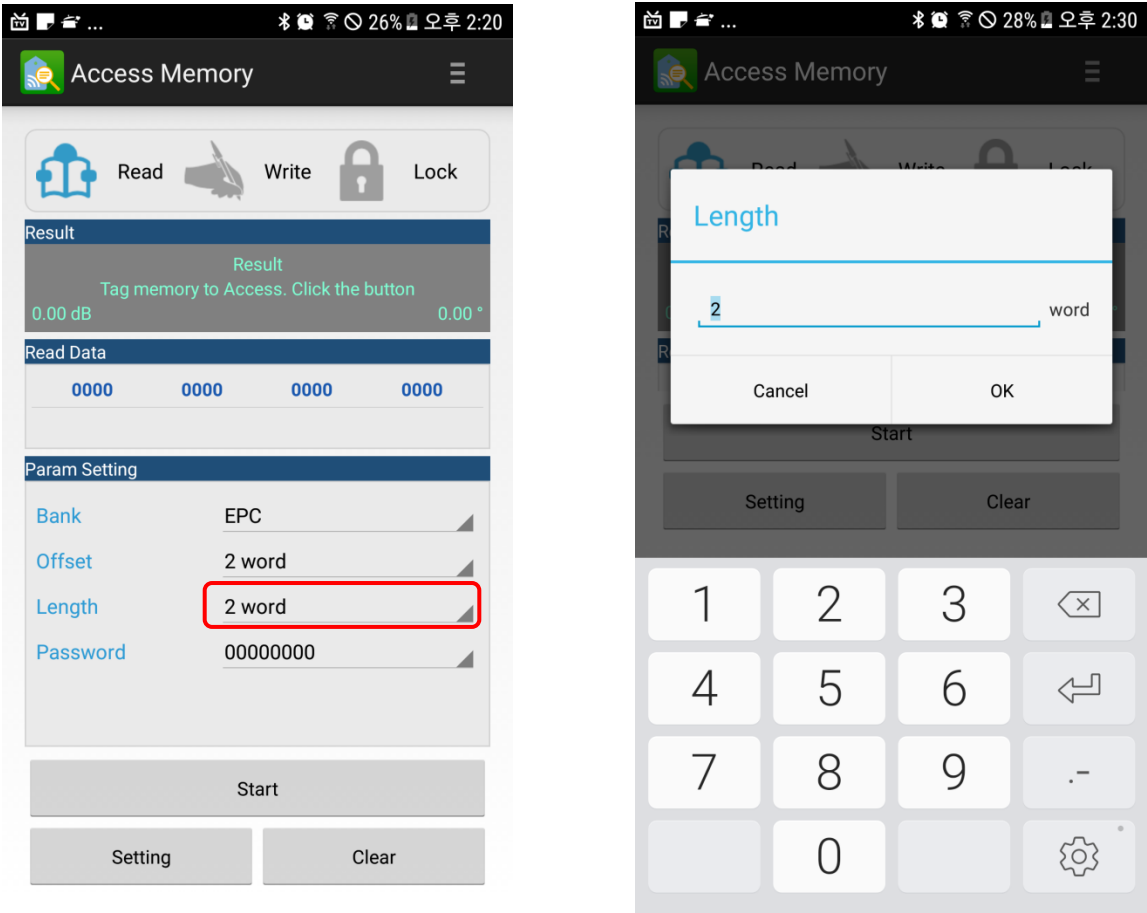 ... 26% 오후 2:20
Access Memory
Read Write Lock
Result
Result
Tag memory to Access. Click the button
0.00 dB 0.00 °
Read Data
0000 0000 0000 0000
Param Setting
Bank EPC
Offset 2 word
Length 2 word
Password 00000000
Start
Setting Clear
... 28% 오후 2:30
Access Memory
Read Write Lock
Length
2 word
Cancel OK
Start
Setting Clear
1 2 3
4 5 6
7 8 9 .-
0